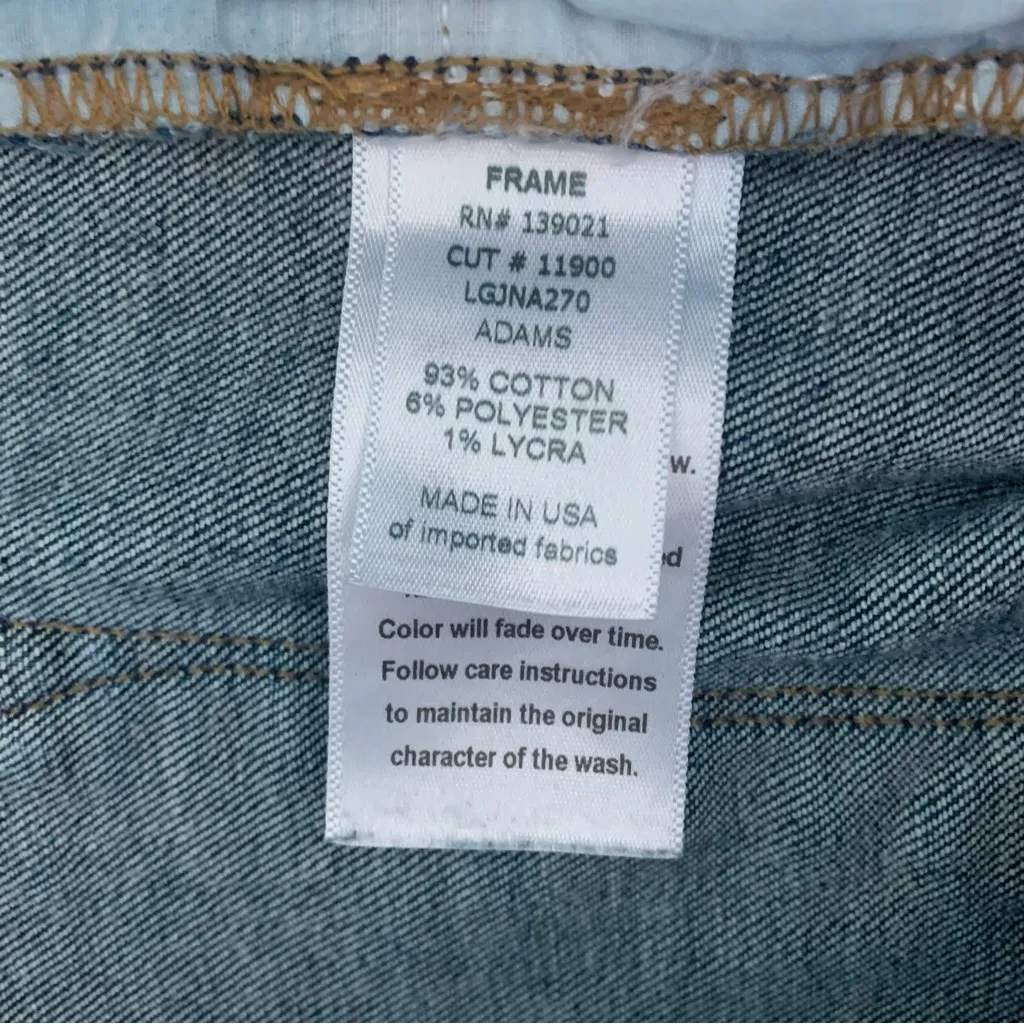 FRAME
RN# 139021
CUT # 11900
LGJNA270
ADAMS
93% COTTON
6% POLYESTER
1% LYCRA
MADE IN USA
of imported fabrics
w.
Color will fade over time.
Follow care instructions
to maintain the original
character of the wash.